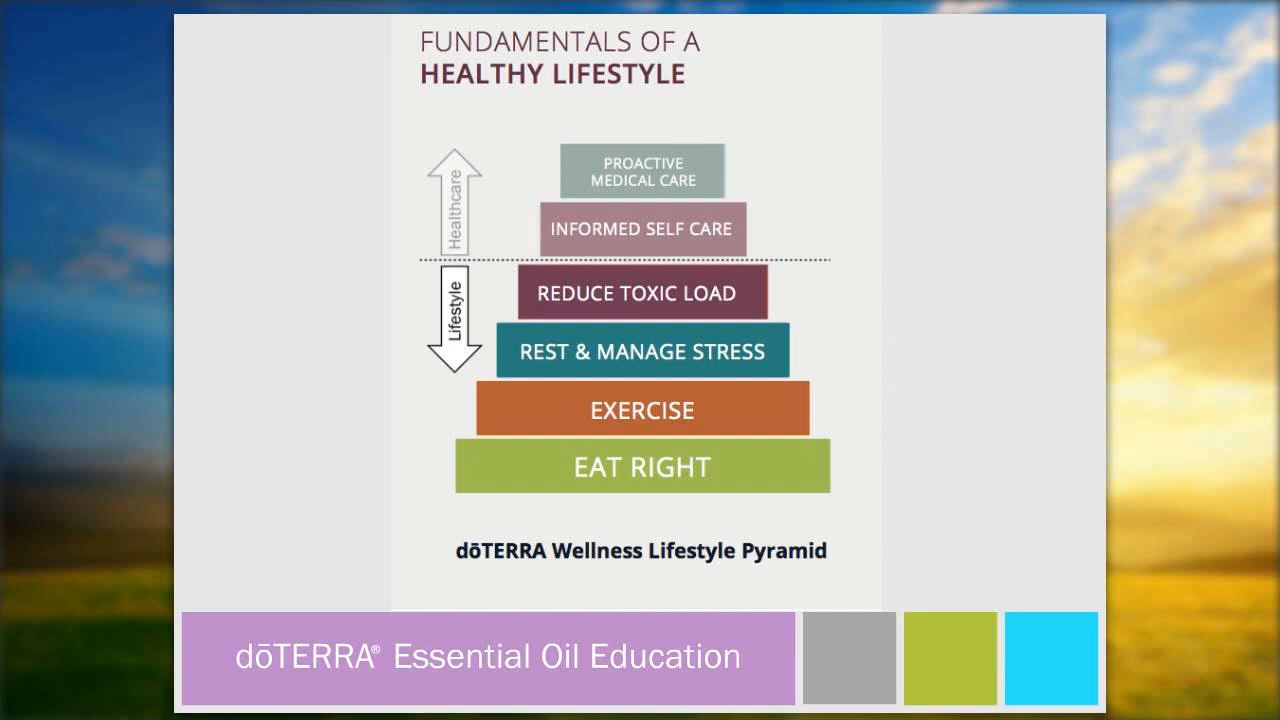 FUNDAMENTALS OF A
HEALTHY LIFESTYLE
Healthcare
PROACTIVE
MEDICAL CARE
INFORMED SELF CARE
Lifestyle
REDUCE TOXIC LOAD
REST & MANAGE STRESS
EXERCISE
EAT RIGHT
dōTERRA Wellness Lifestyle Pyramid
dōTERRA® Essential Oil Education